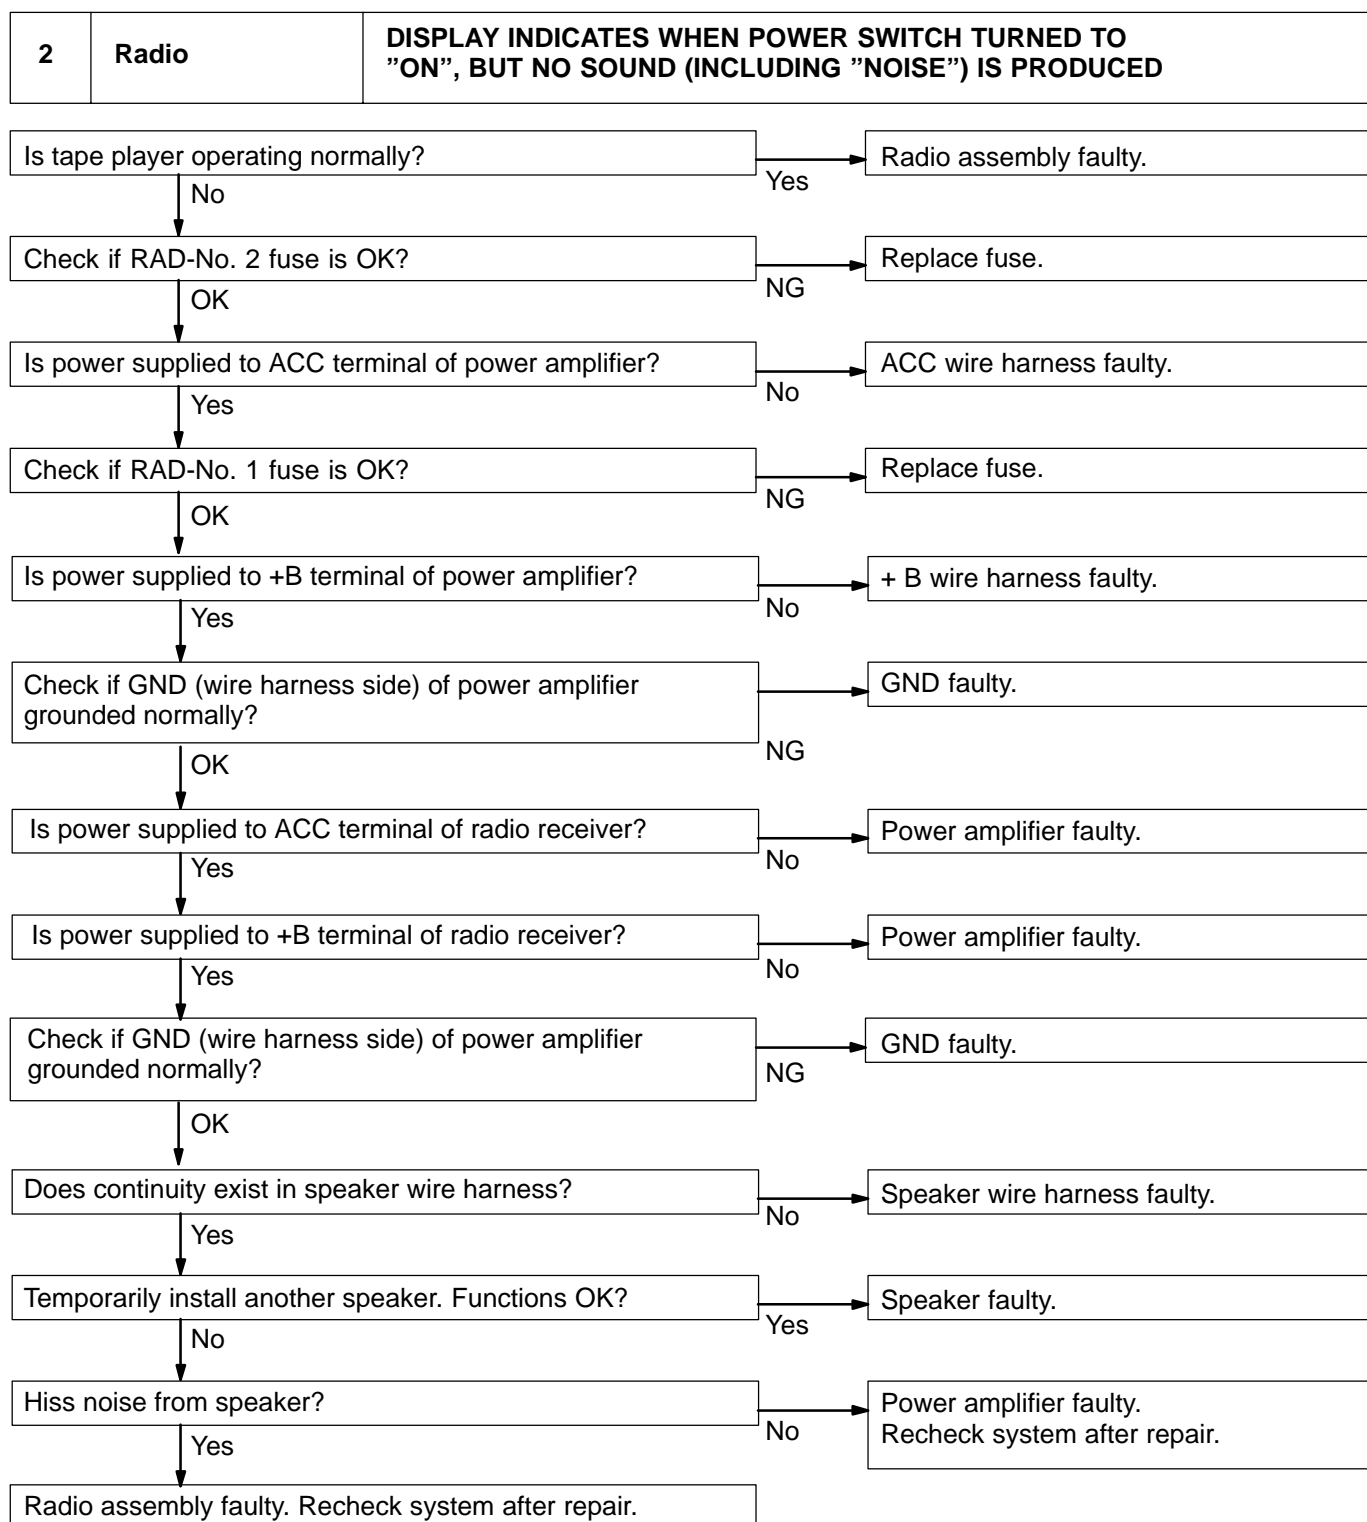 2
Radio
DISPLAY INDICATES WHEN POWER SWITCH TURNED TO
”ON”, BUT NO SOUND (INCLUDING ”NOISE”) IS PRODUCED
Is tape player operating normally?
Yes
Radio assembly faulty.
No
Check if RAD-No. 2 fuse is OK?
NG
Replace fuse.
OK
Is power supplied to ACC terminal of power amplifier?
No
ACC wire harness faulty.
Yes
Check if RAD-No. 1 fuse is OK?
NG
Replace fuse.
OK
Is power supplied to +B terminal of power amplifier?
No
+ B wire harness faulty.
Yes
Check if GND (wire harness side) of power amplifier
grounded normally?
NG
GND faulty.
OK
Is power supplied to ACC terminal of radio receiver?
No
Power amplifier faulty.
Yes
Is power supplied to +B terminal of radio receiver?
No
Power amplifier faulty.
Yes
Check if GND (wire harness side) of power amplifier
grounded normally?
NG
GND faulty.
OK
Does continuity exist in speaker wire harness?
No
Speaker wire harness faulty.
Yes
Temporarily install another speaker. Functions OK?
Yes
Speaker faulty.
No
Hiss noise from speaker?
No
Power amplifier faulty.
Recheck system after repair.
Yes
Radio assembly faulty. Recheck system after repair.